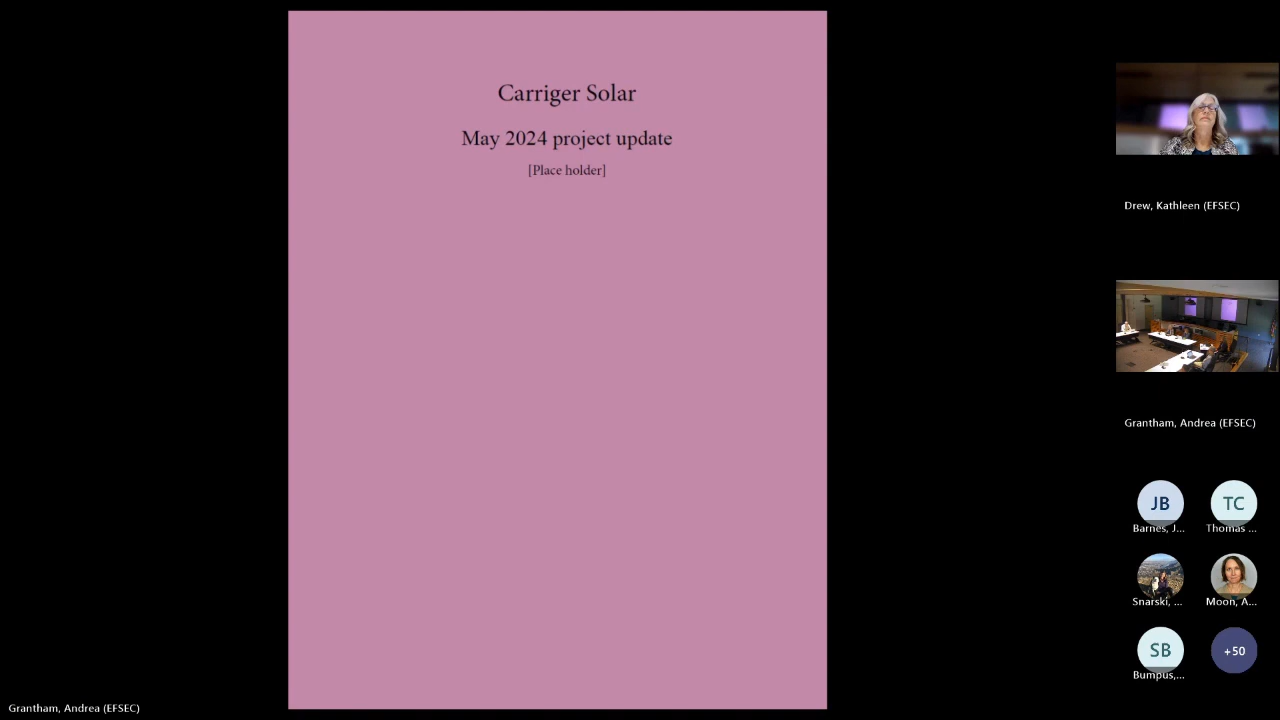 Carriger Solar
May 2024 project update
[Place holder]
Drew, Kathleen (EFSEC)
Grantham, Andrea (EFSEC)
JB
TC
Barnes, J...
Thomas ...
Snarski, ...
Moon, A...
SB
+50
Bumpus,...
Grantham, Andrea (EFSEC)